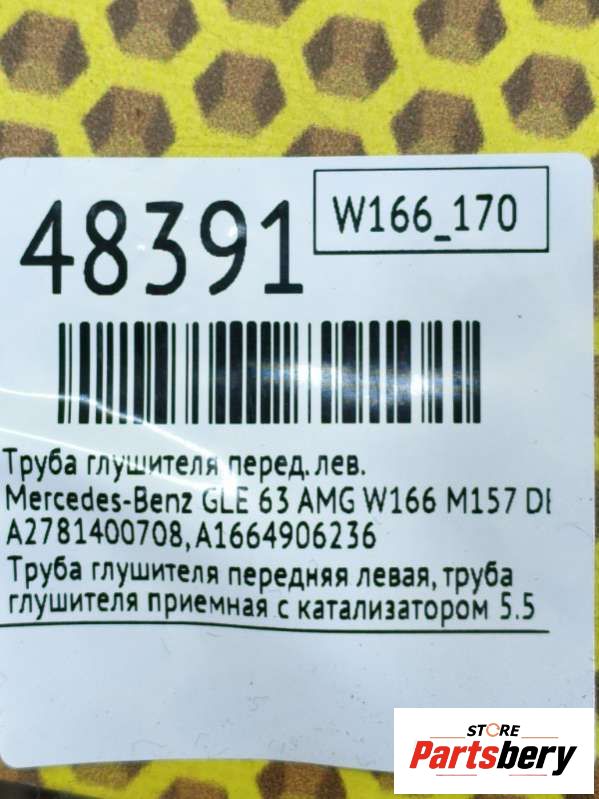 48391
W166_170
Труба глушителя перед. лев.
Mercedes-Benz GLE 63 AMG W166 M157 DE
A2781400708, A1664906236
Труба глушителя передняя левая, труба
глушителя приемная с катализатором 5.5
STORE
Partsbery